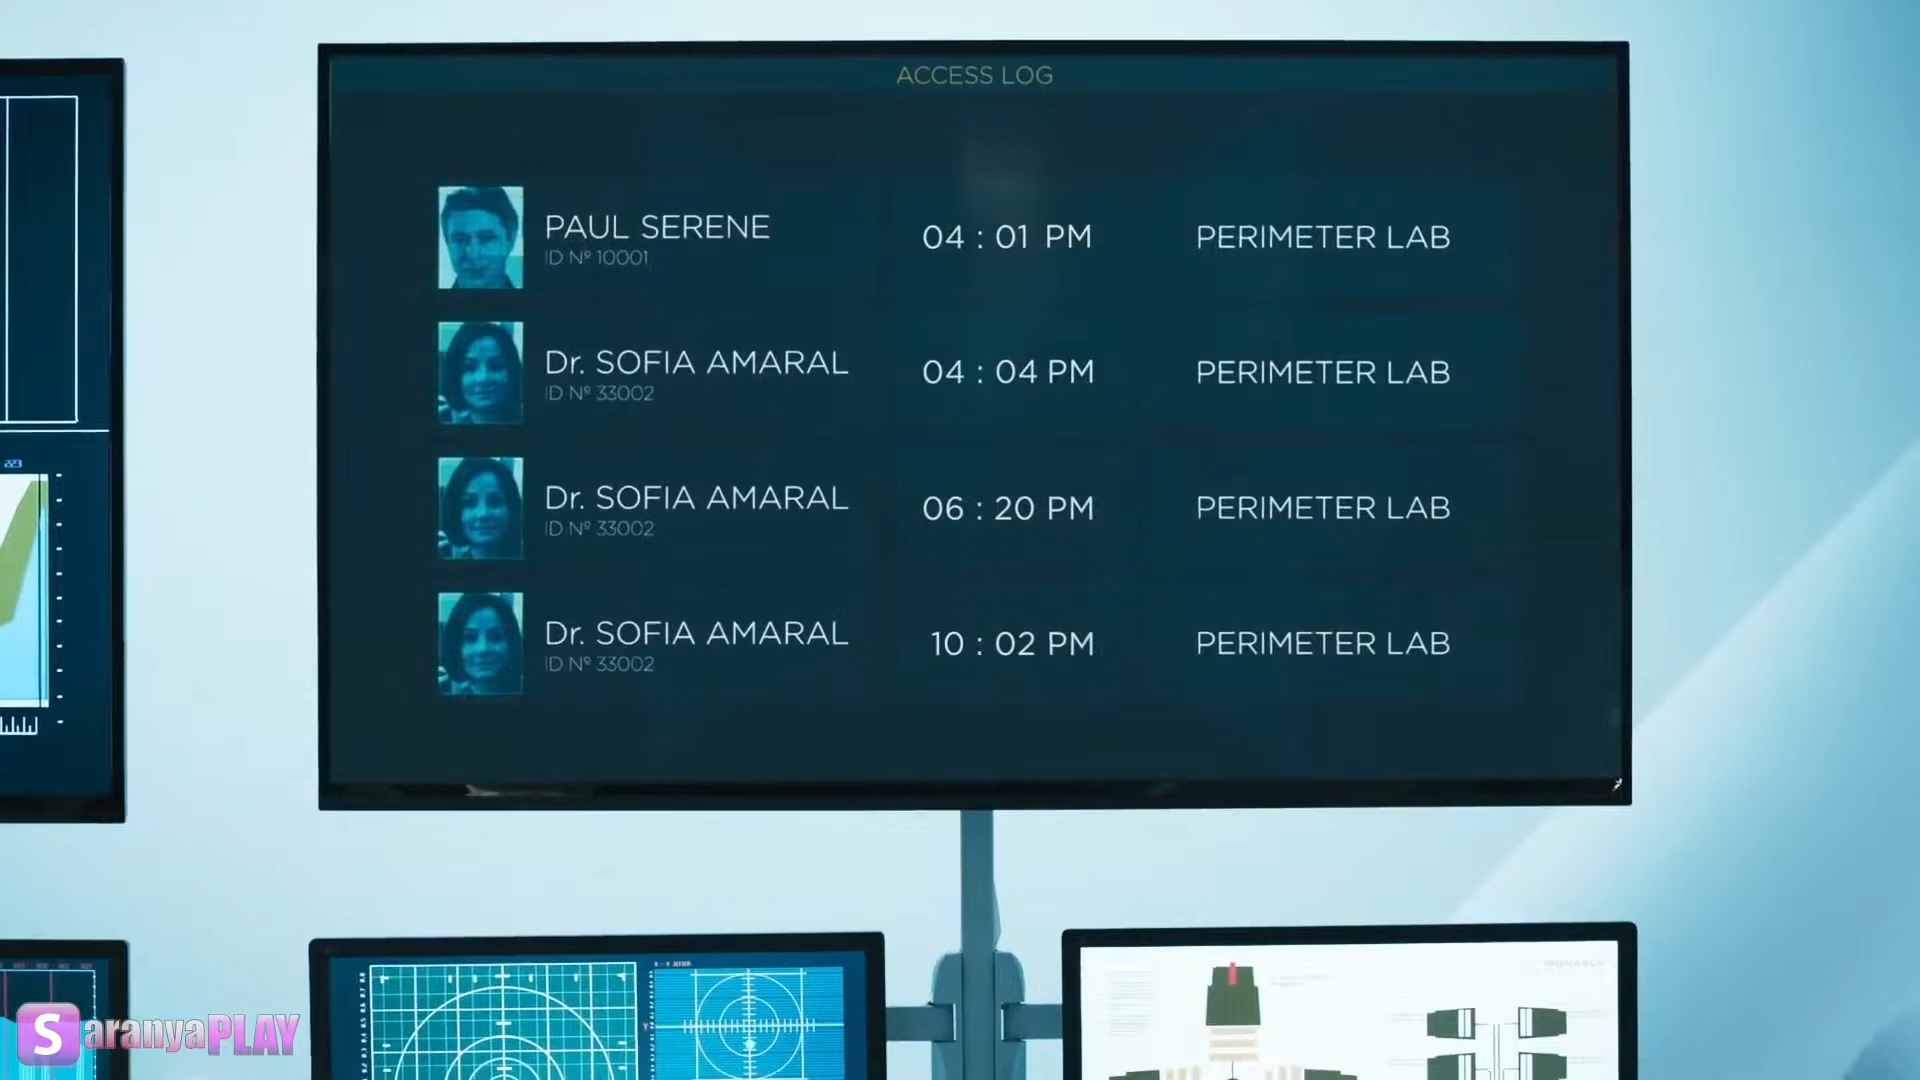 ACCESS LOG
PAUL SERENE
ID Nº 10001
04 : 01 PM
PERIMETER LAB
Dr. SOFIA AMARAL
ID Nº 33002
04 : 04 PM
PERIMETER LAB
Dr. SOFIA AMARAL
ID Nº 33002
06 : 20 PM
PERIMETER LAB
Dr. SOFIA AMARAL
ID Nº 33002
10 : 02 PM
PERIMETER LAB
223
SaranyaPLAY